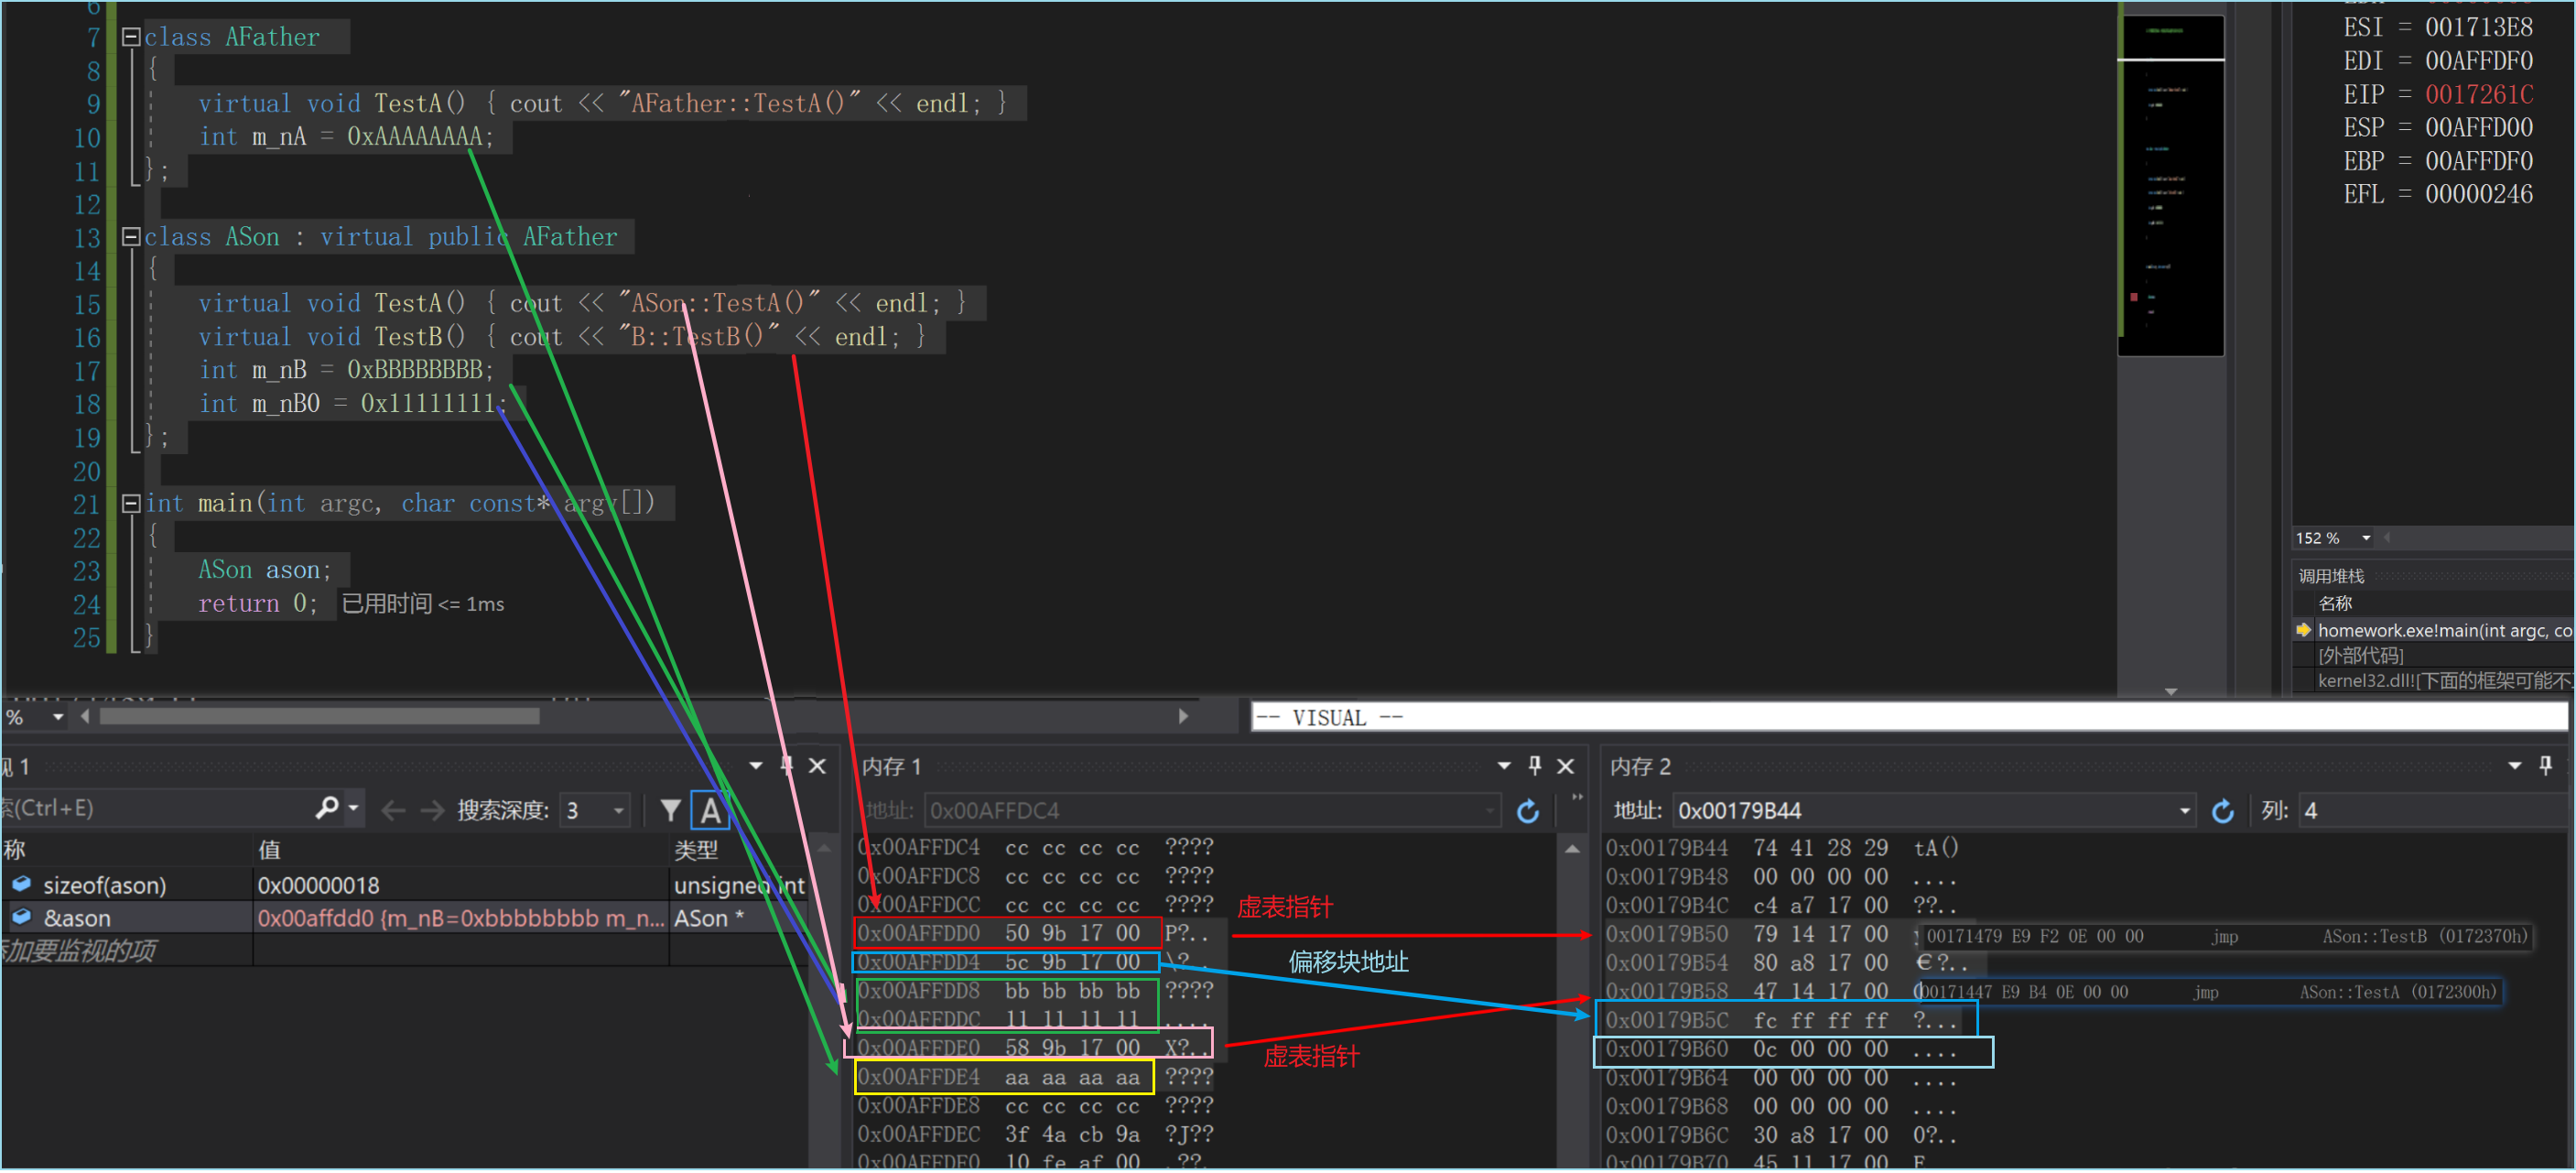 6
7 class AFather
8 {
9 virtual void TestA() { cout << "AFather::TestA()" << endl; }
10 int m_nA = 0xAAAAAAAA;
11 };
12
13 class ASon : virtual public AFather
14 {
15 virtual void TestA() { cout << "ASon::TestA()" << endl; }
16 virtual void TestB() { cout << "B::TestB()" << endl; }
17 int m_nB = 0xBBBBBBBB;
18 int m_nB0 = 0x11111111;
19 };
20
21 int main(int argc, char const* argv[])
22 {
23 ASon ason;
24 return 0; 已用时间 <= 1ms
25 }
ESI = 001713E8
EDI = 00AFFDF0
EIP = 0017261C
ESP = 00AFFD00
EBP = 00AFFDF0
EFL = 00000246
152 %
调用堆栈
名称
homework.exe!main(int argc, co
[外部代码]
kernel32.dll![下面的框架可能不
%
-- VISUAL --
视 1
索(Ctrl+E) 搜索深度: 3 A
称 值 类型
sizeof(ason) 0x00000018 unsigned int
&ason 0x00affdd0 {m_nB=0xbbbbbbbb m_n... ASon *
添加要监视的项
内存 1
地址: 0x00AFFDC4
0x00AFFDC4 cc cc cc cc ????
0x00AFFDC8 cc cc cc cc ????
0x00AFFDCC cc cc cc cc ????
0x00AFFDD0 50 9b 17 00 P?..
0x00AFFDD4 5c 9b 17 00 \?..
0x00AFFDD8 bb bb bb bb ????
0x00AFFDDC 11 11 11 11 ....
0x00AFFDE0 58 9b 17 00 X?..
0x00AFFDE4 aa aa aa aa ????
0x00AFFDE8 cc cc cc cc ????
0x00AFFDEC 3f 4a cb 9a ?J??
0x00AFFDF0 10 fe af 00 .??.
虚表指针
偏移块地址
虚表指针
内存 2
地址: 0x00179B44 列: 4
0x00179B44 74 41 28 29 tA()
0x00179B48 00 00 00 00 ....
0x00179B4C c4 a7 17 00 ??..
0x00179B50 79 14 17 00 00171479 E9 F2 0E 00 00 jmp ASon::TestB (0172370h)
0x00179B54 80 a8 17 00 €?..
0x00179B58 47 14 17 00 00171447 E9 B4 0E 00 00 jmp ASon::TestA (0172300h)
0x00179B5C fc ff ff ff ?...
0x00179B60 0c 00 00 00 ....
0x00179B64 00 00 00 00 ....
0x00179B68 00 00 00 00 ....
0x00179B6C 30 a8 17 00 0?..
0x00179B70 45 11 17 00 E